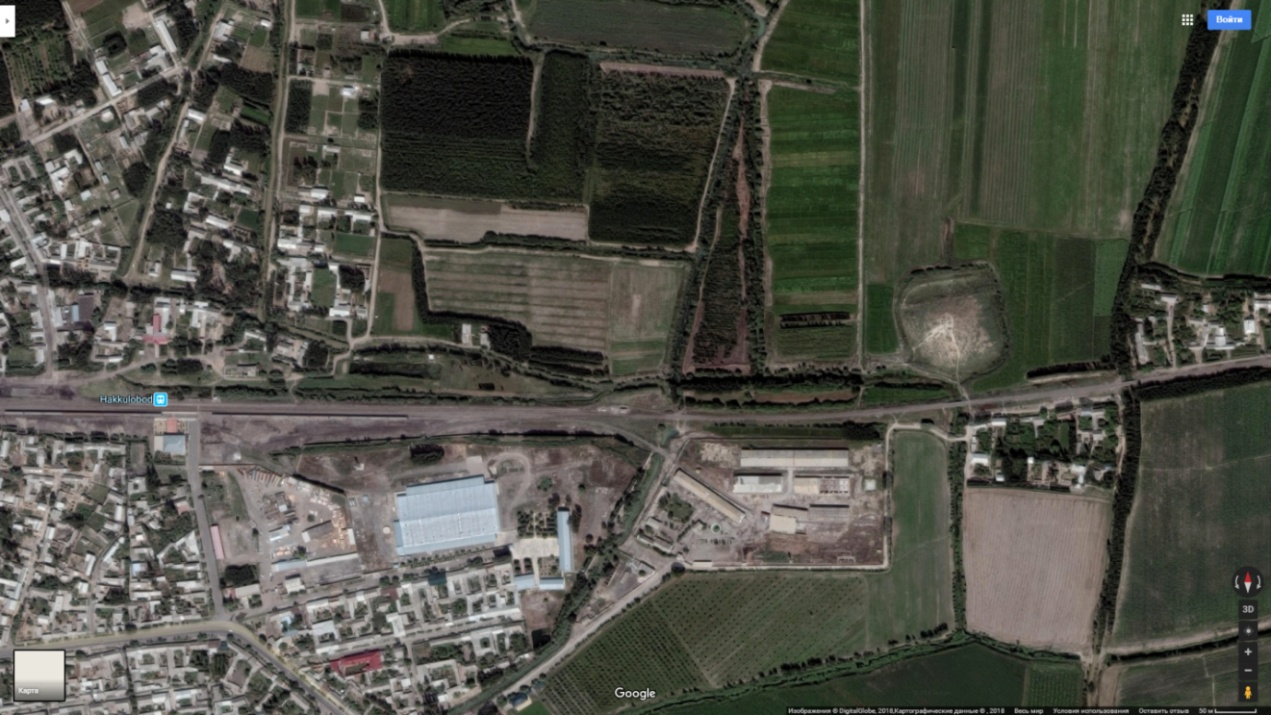 Войти
Hakkulobod
3D
Карта
Google
Изображения © DigitalGlobe, 2018,Картографические данные © , 2018 Весь мир Условия использования Оставить отзыв 50 м